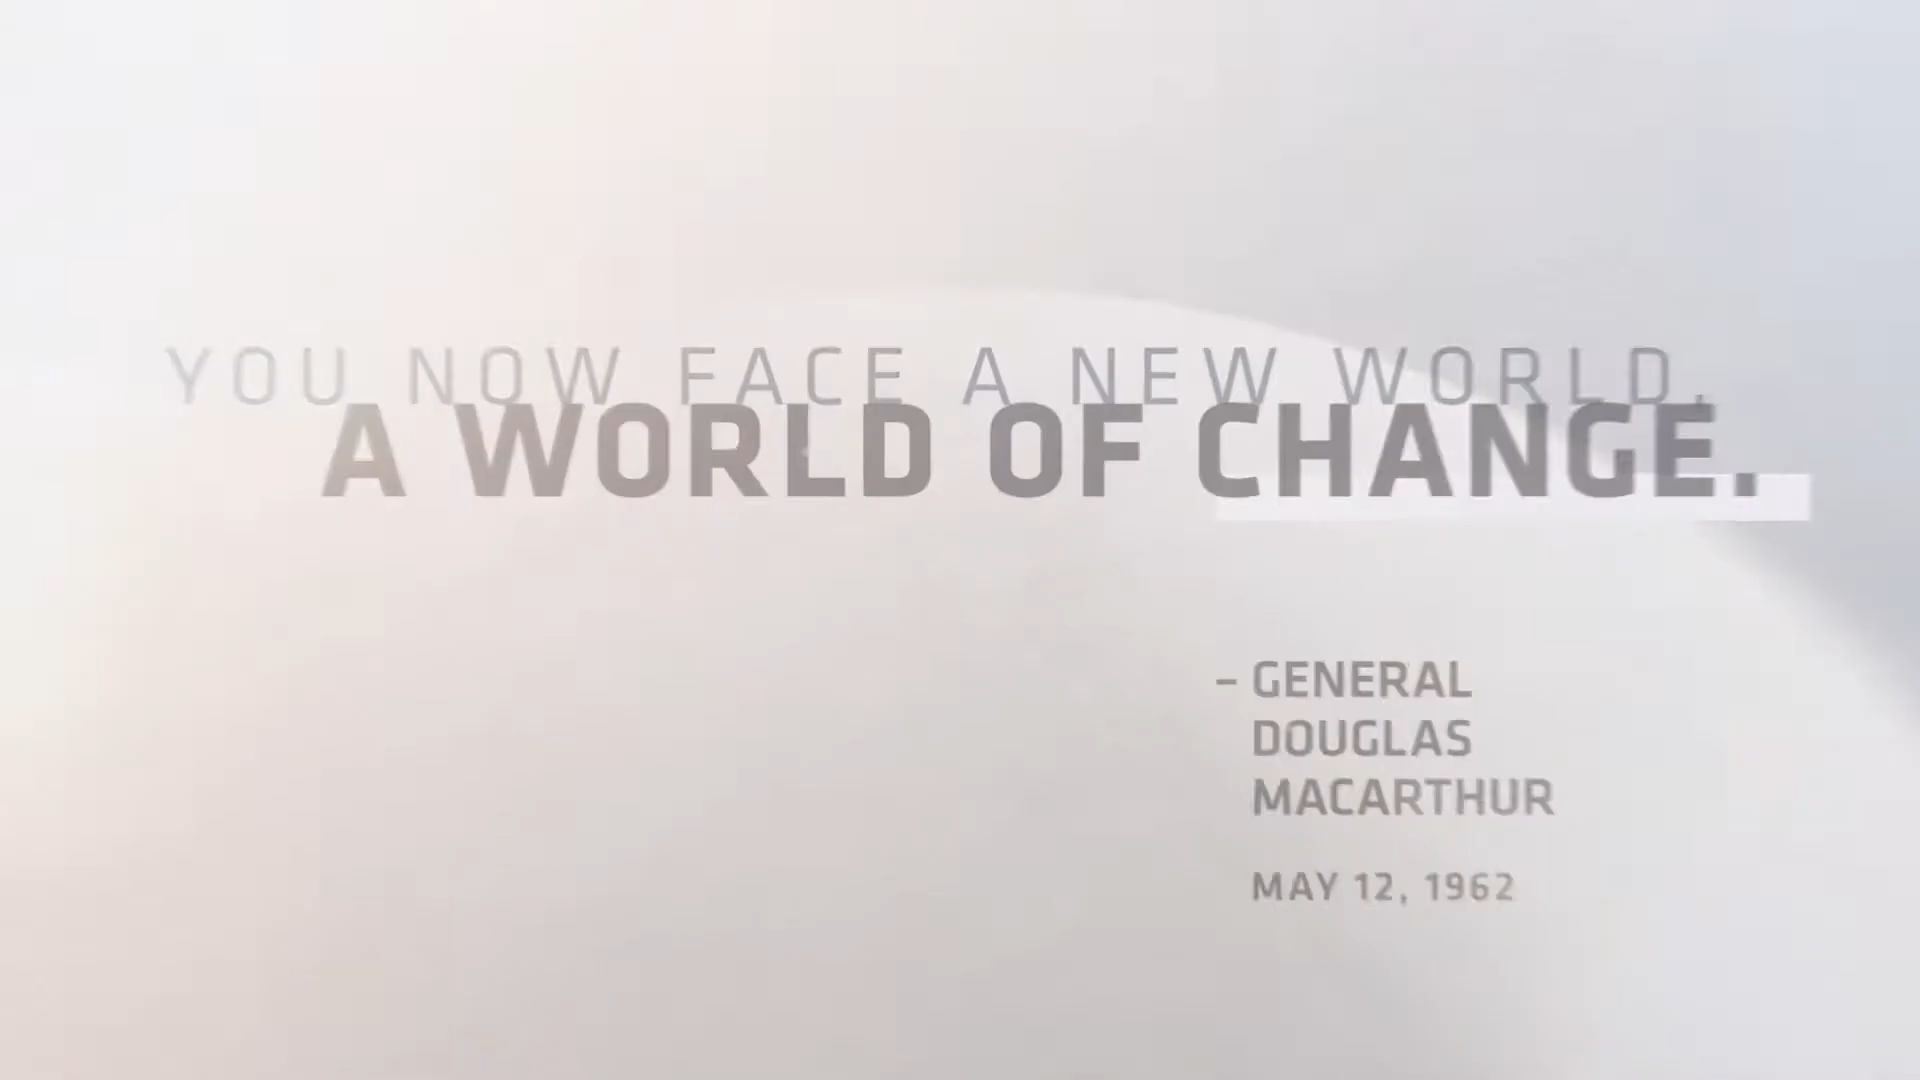 YOU NOW FACE A NEW WORLD,
A WORLD OF CHANGE.
– GENERAL
DOUGLAS
MACARTHUR
MAY 12, 1962